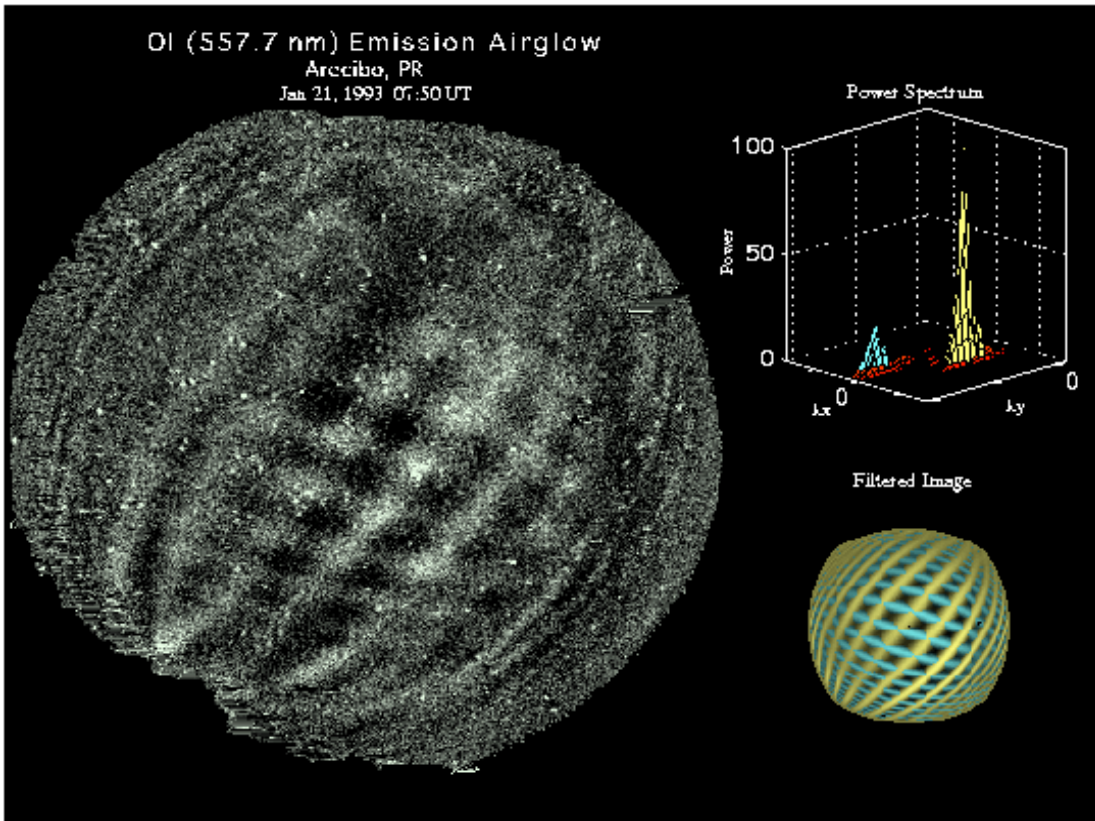 OI (557.7 nm) Emission Airglow
Arecibo, PR
Jan 21, 1993 07:50 UT
Power Spectrum
100
50
0
Power
0
kx
ky
0
Filtered Image